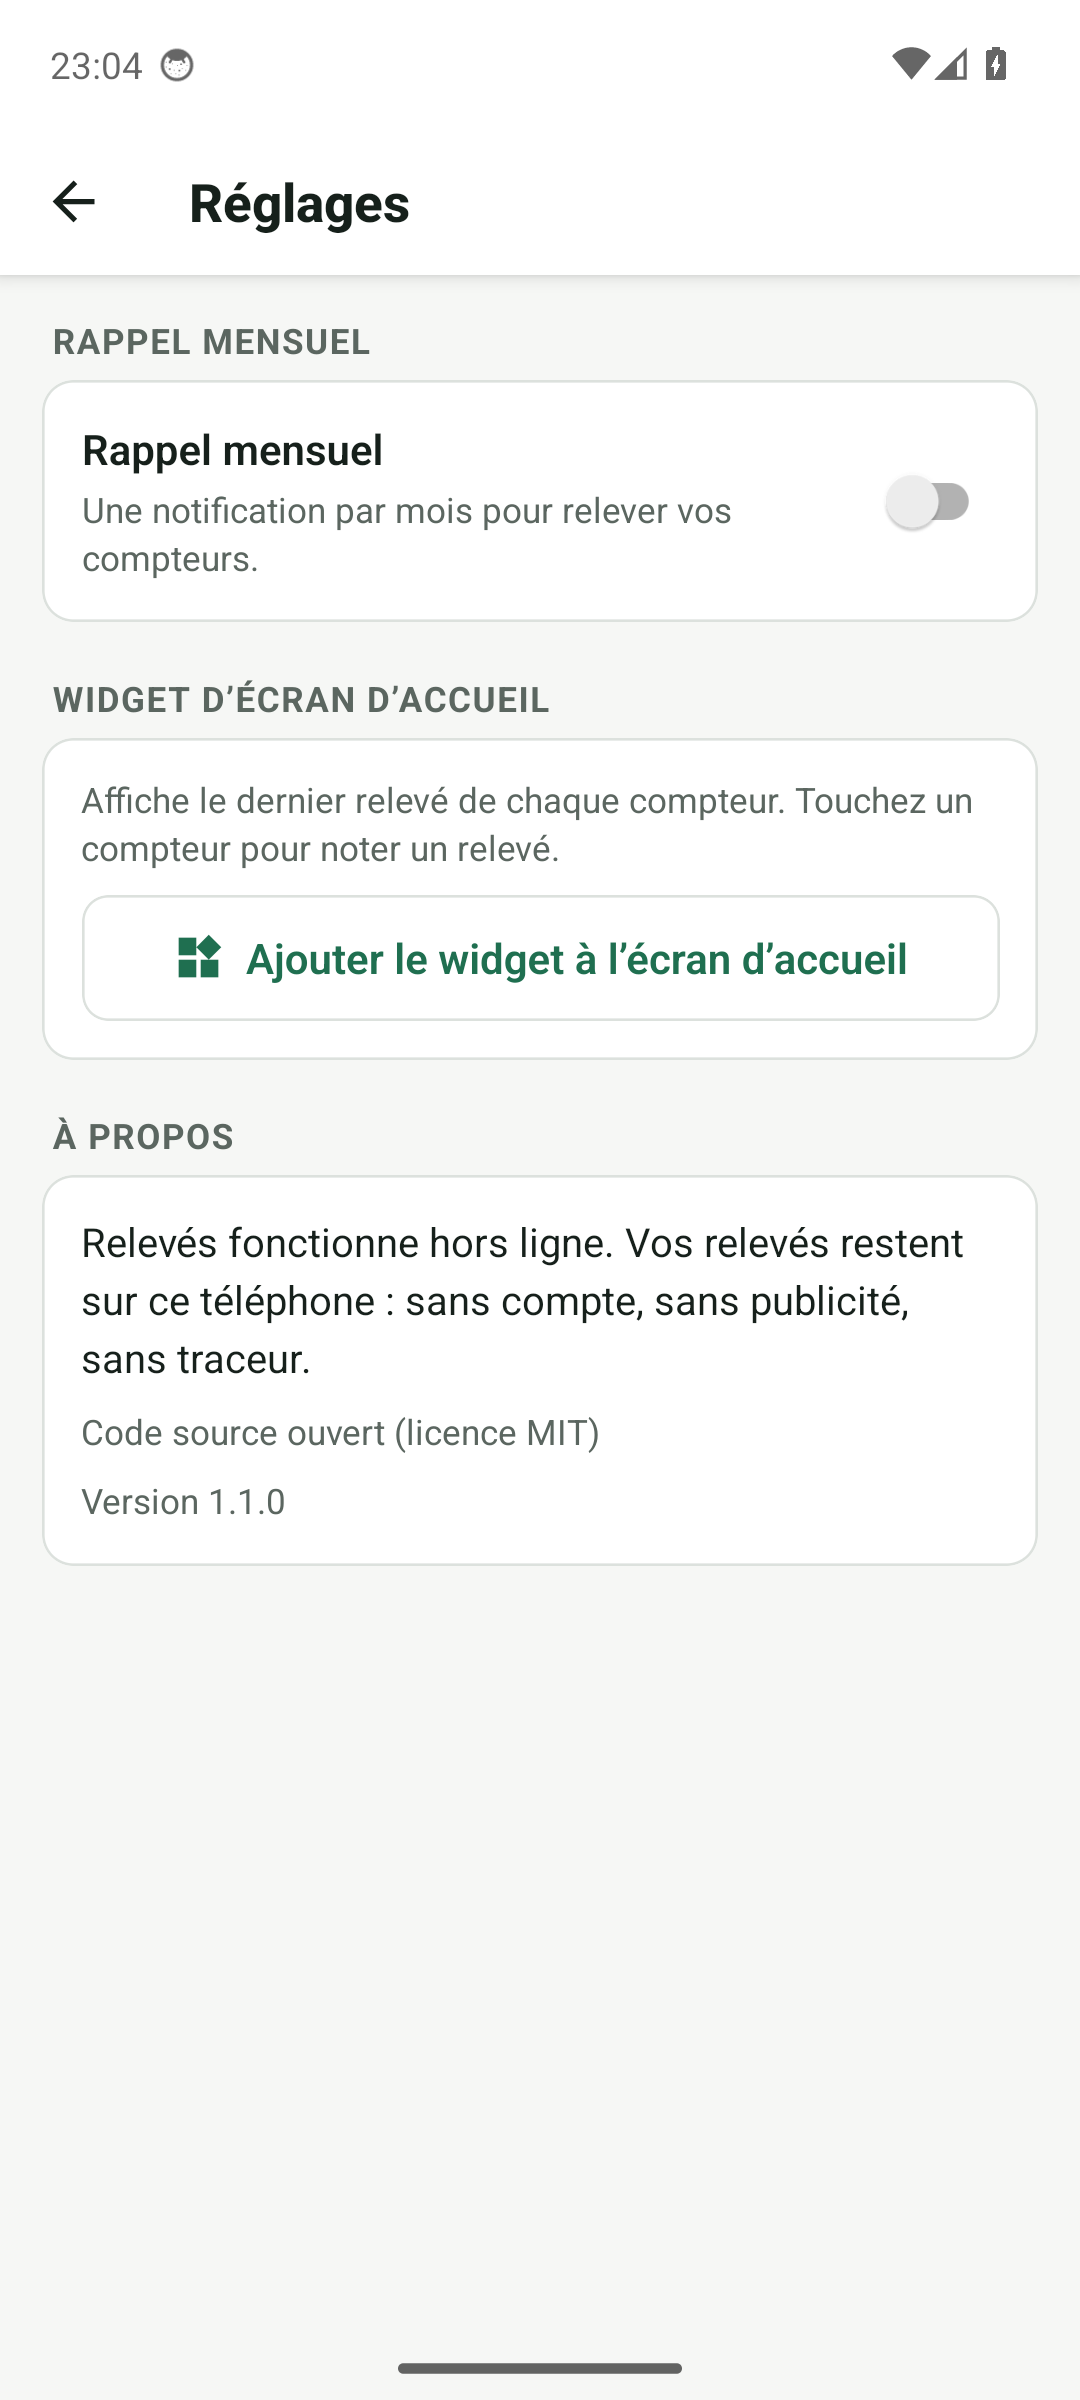 23:04
Réglages
RAPPEL MENSUEL
Rappel mensuel
Une notification par mois pour relever vos
compteurs.
WIDGET D’ÉCRAN D’ACCUEIL
Affiche le dernier relevé de chaque compteur. Touchez un
compteur pour noter un relevé.
Ajouter le widget à l’écran d’accueil
À PROPOS
Relevés fonctionne hors ligne. Vos relevés restent
sur ce téléphone : sans compte, sans publicité,
sans traceur.
Code source ouvert (licence MIT)
Version 1.1.0